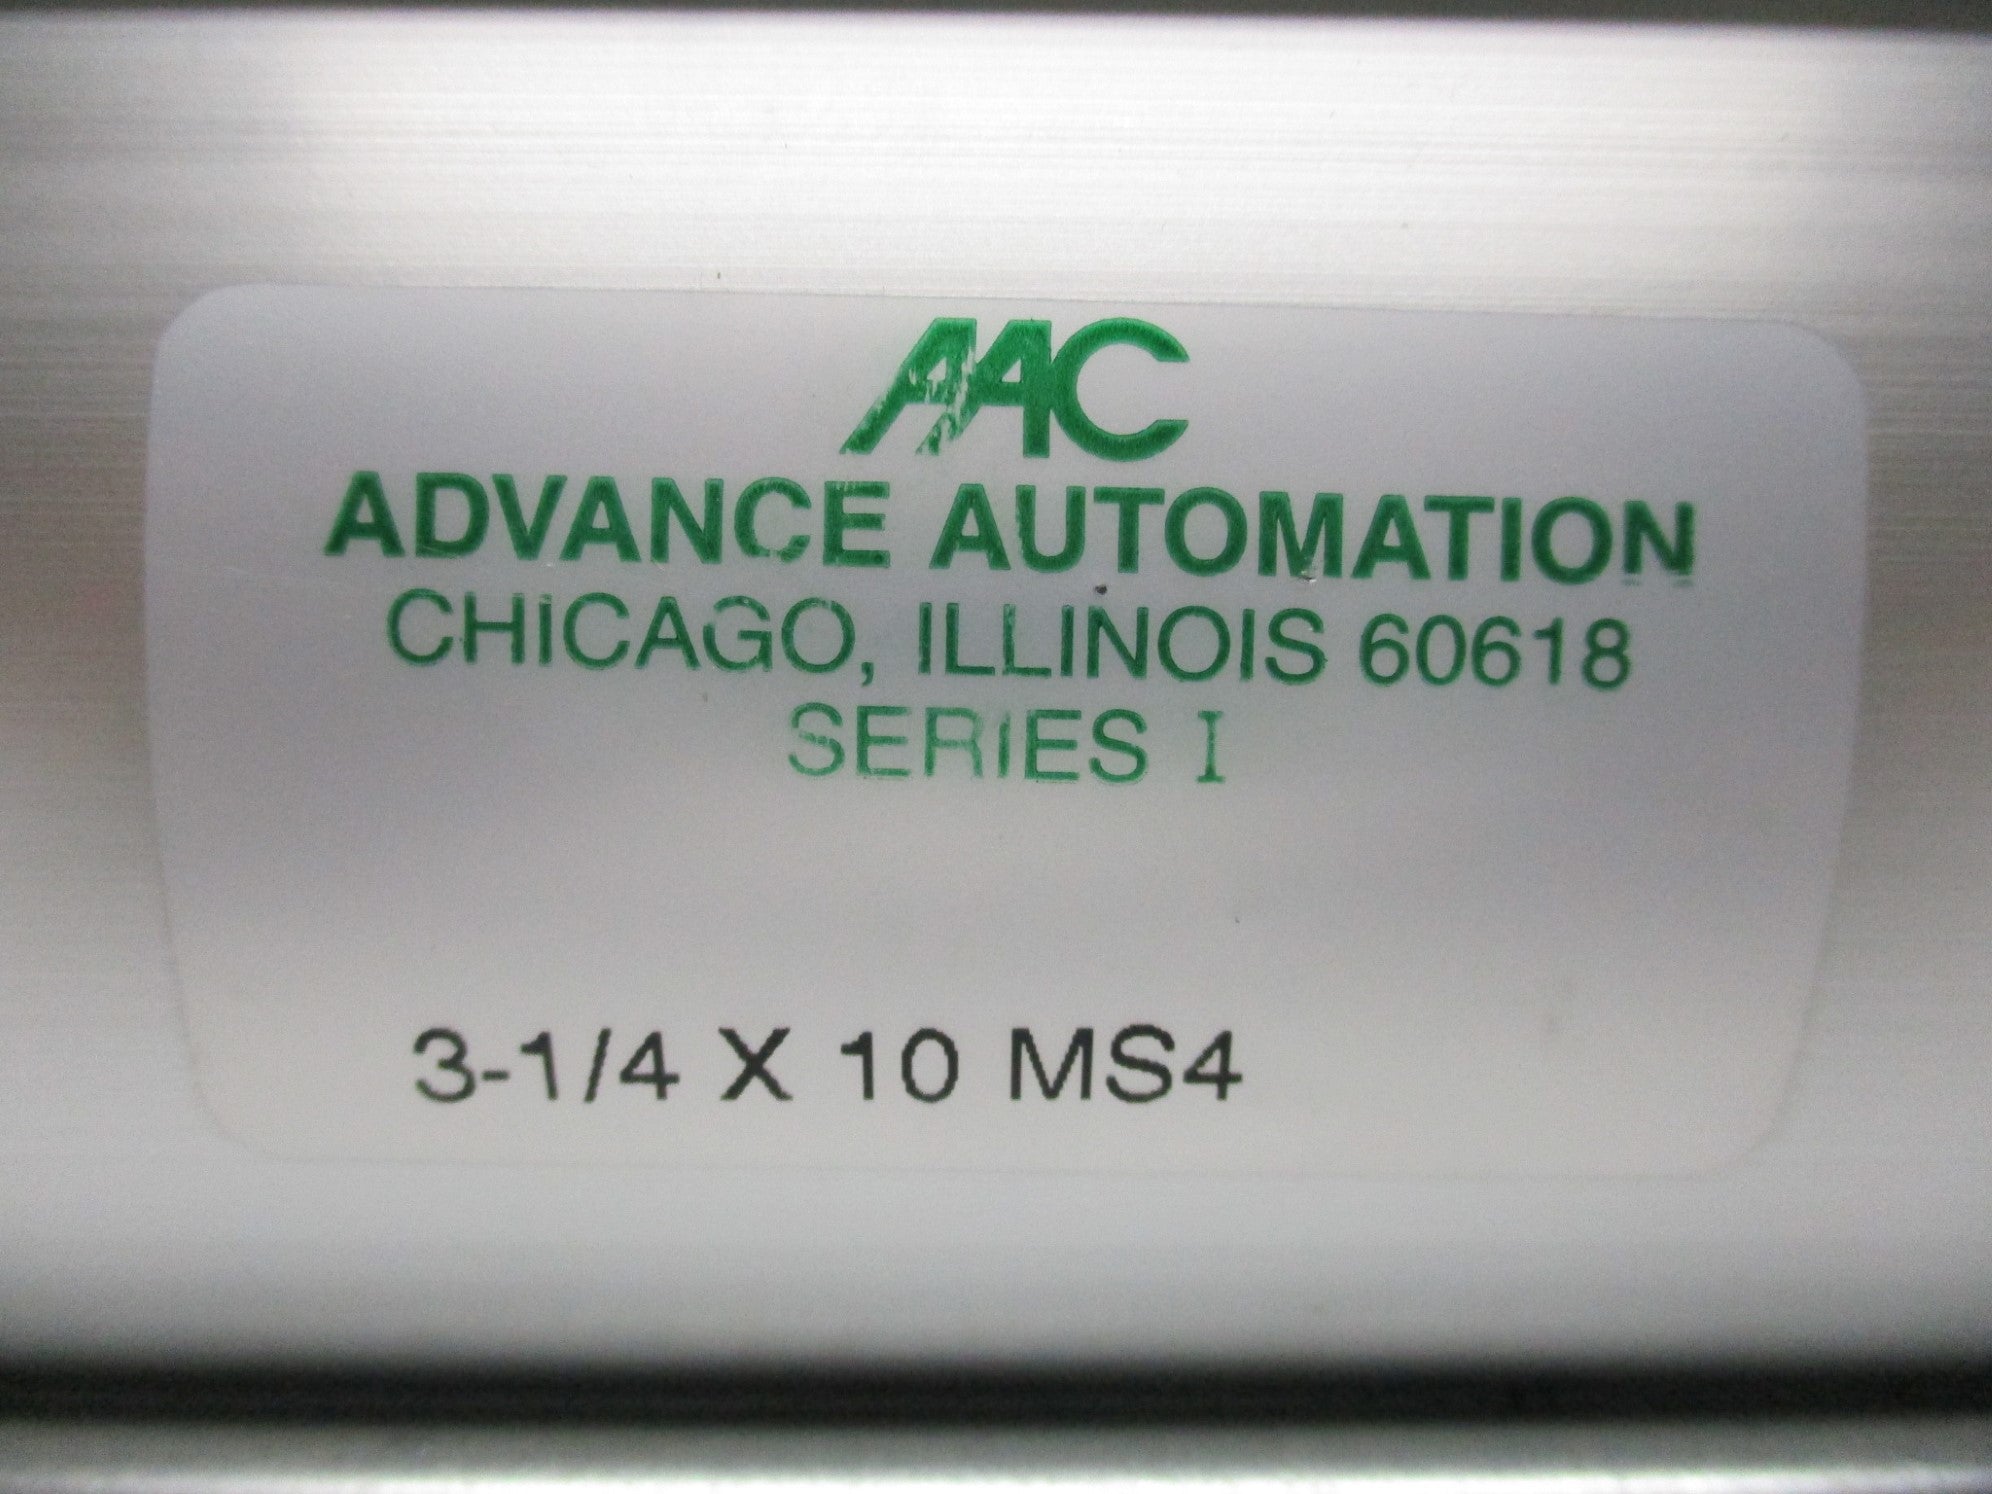 AAC
ADVANCE AUTOMATION
CHICAGO, ILLINOIS 60618
SERIES I
3-1/4 X 10 MS4